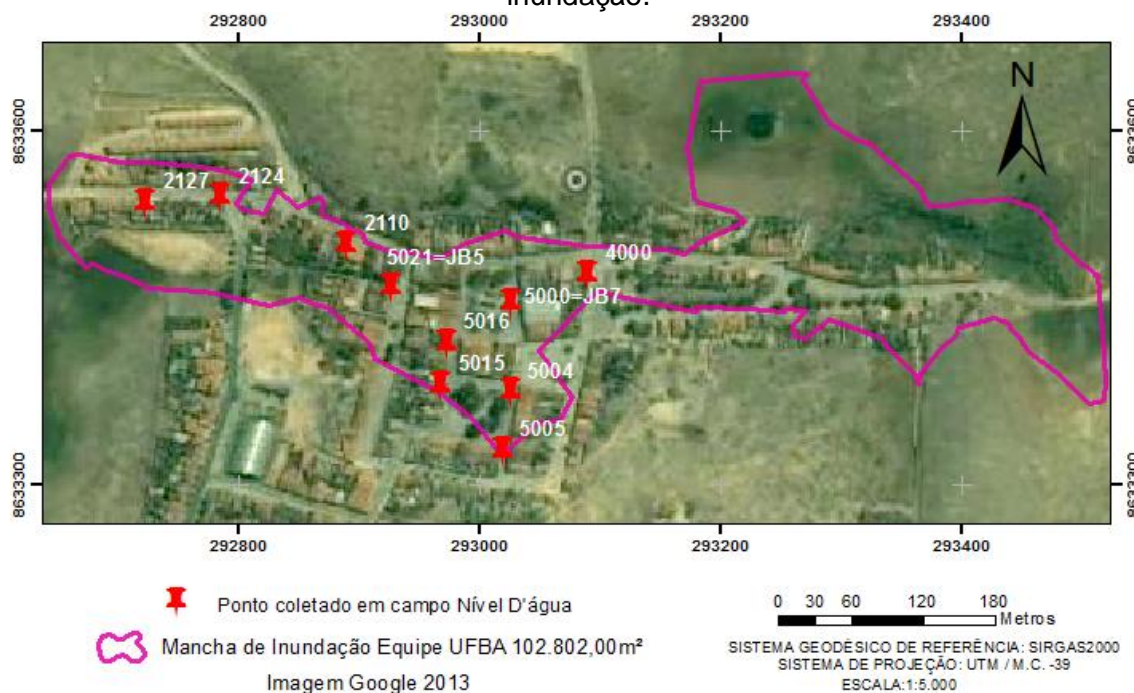 inundação.
292800 293000 293200 293400
8633600 8633600
N
2127 2124
2110
5021=JB5 4000
5000=JB7
5016
5015 5004
5005
8633300 8633300
292800 293000 293200 293400
Ponto coletado em campo Nível D'água
Mancha de Inundação Equipe UFBA 102.802,00m²
Imagem Google 2013
0 30 60 120 180
Metros
SISTEMA GEODÉSICO DE REFERÊNCIA: SIRGAS2000
SISTEMA DE PROJEÇÃO: UTM / M.C. -39
ESCALA:1:5.000